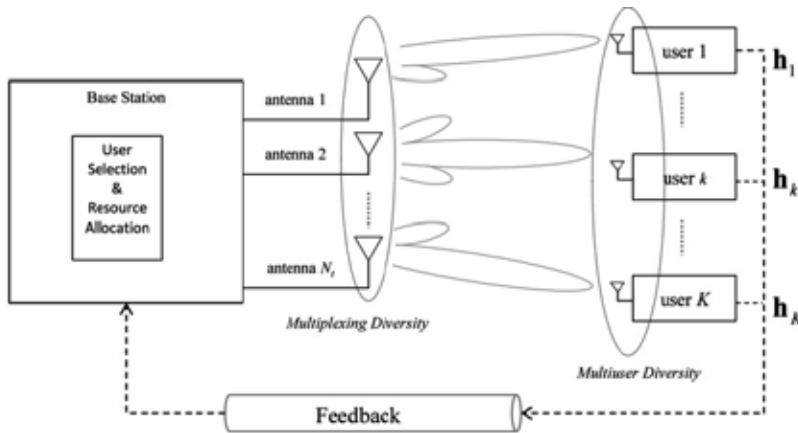 Base Station
User
Selection
&
Resource
Allocation
antenna 1
antenna 2
antenna Nt
Multiplexing Diversity
user 1
user k
user K
Multiuser Diversity
h1
hk
hK
Feedback